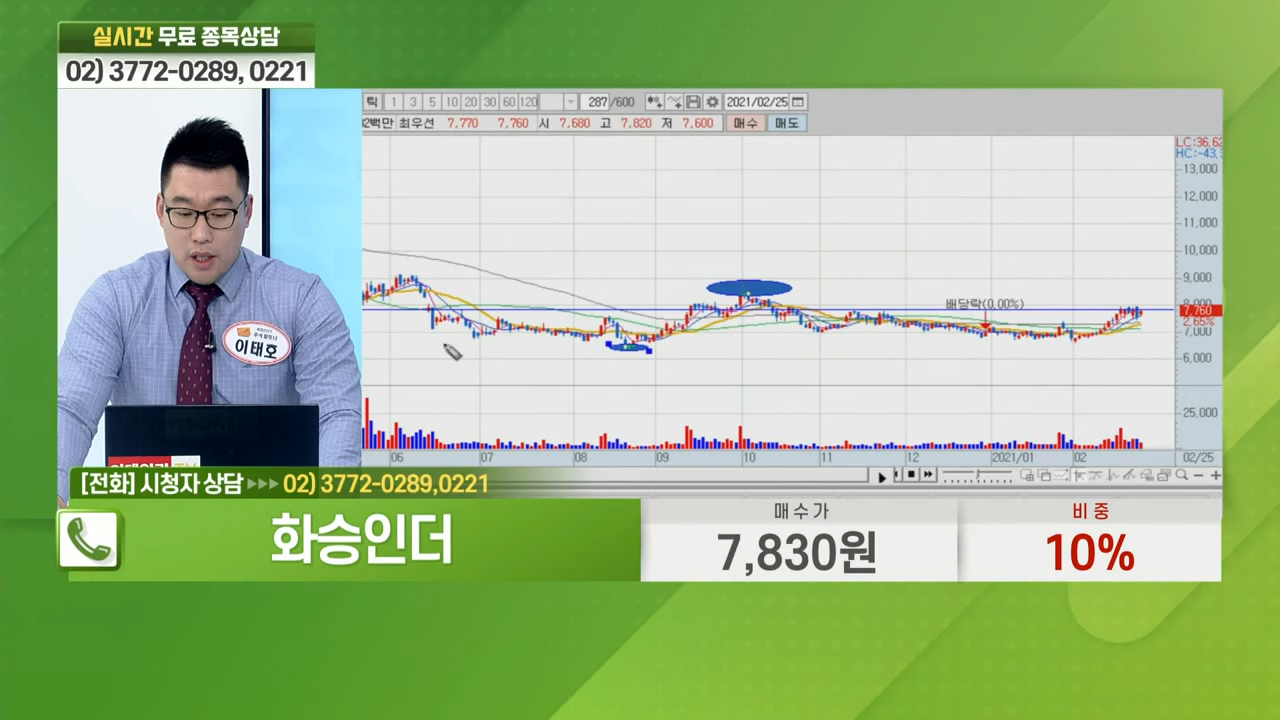 실시간 무료 종목상담
02) 3772-0289, 0221
틱 1 3 5 10 20 30 60 120 287 /600 2021/02/25
최우선 7,770 7,760 시 7,680 고 7,820 저 7,600 매수 매도
LC:36,62
HC:-43,
13,000
12,000
11,000
10,000
9,000
8,000
배당락(0,00%)
7,760
2,65%
7,000
6,000
25,000
이태호
06 07 08 09 10 11 12 2021/01 02 02/25
[전화] 시청자 상담 ▷▷▷ 02) 3772-0289,0221
화승인더
매수가
비중
7,830원
10%